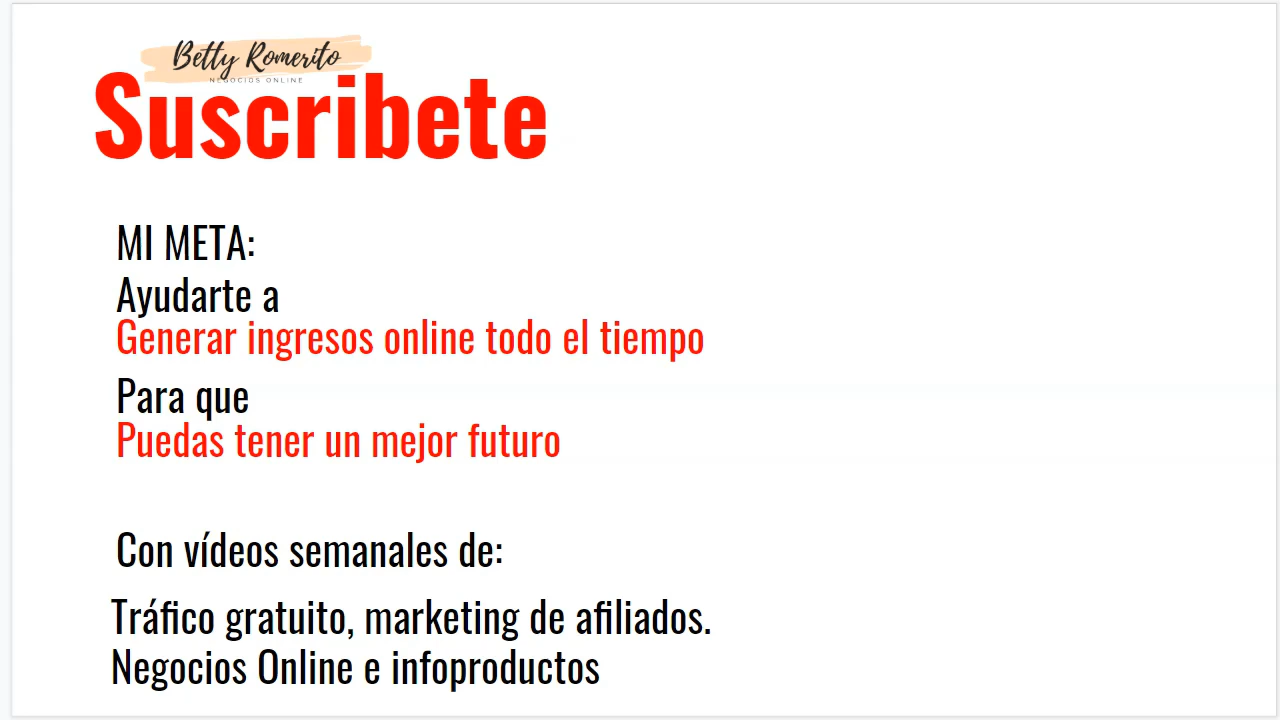 Betty Romerito
NEGOCIOS ONLINE
Suscribete
MI META:
Ayudarte a
Generar ingresos online todo el tiempo
Para que
Puedas tener un mejor futuro
Con vídeos semanales de:
Tráfico gratuito, marketing de afiliados.
Negocios Online e infoproductos